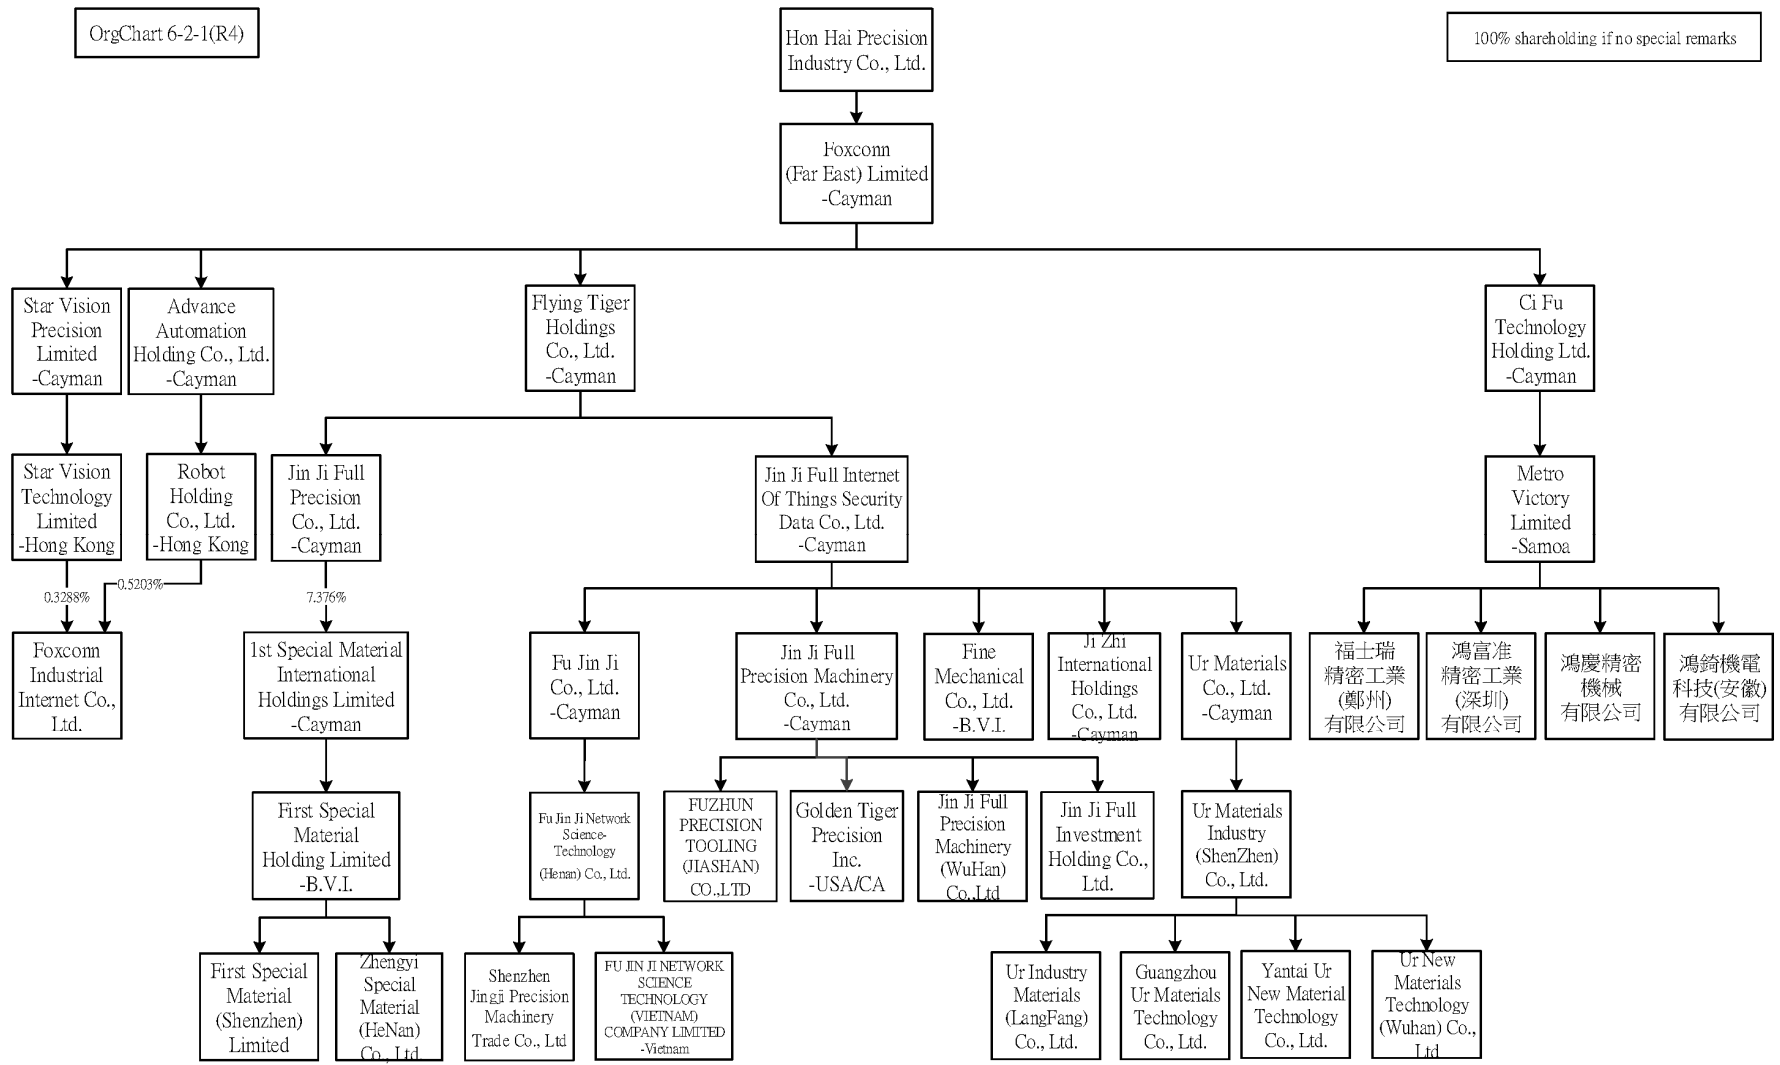 OrgChart 6-2-1(R4)
Hon Hai Precision
Industry Co., Ltd.
100% shareholding if no special remarks
Foxconn
(Far East) Limited
-Cayman
Star Vision
Precision
Limited
-Cayman
Advance
Automation
Holding Co., Ltd.
-Cayman
Flying Tiger
Holdings
Co., Ltd.
-Cayman
Ci Fu
Technology
Holding Ltd.
-Cayman
Star Vision
Technology
Limited
-Hong Kong
Robot
Holding
Co., Ltd.
-Hong Kong
Jin Ji Full
Precision
Co., Ltd.
-Cayman
Jin Ji Full Internet
Of Things Security
Data Co., Ltd.
-Cayman
Metro
Victory
Limited
-Samoa
0.3288%
0.5203%
7.376%
Foxconn
Industrial
Internet Co.,
Ltd.
1st Special Material
International
Holdings Limited
-Cayman
Fu Jin Ji
Co., Ltd.
-Cayman
Jin Ji Full
Precision Machinery
Co., Ltd.
-Cayman
Fine
Mechanical
Co., Ltd.
-B.V.I.
Ji Zhi
International
Holdings
Co., Ltd.
-Cayman
Ur Materials
Co., Ltd.
-Cayman
福士瑞
精密工業
(鄭州)
有限公司
鴻富准
精密工業
(深圳)
有限公司
鴻慶精密
機械
有限公司
鴻錡機電
科技(安徽)
有限公司
First Special
Material
Holding Limited
-B.V.I.
Fu Jin Ji Network
Science-
Technology
(Henan) Co., Ltd.
FUZHUN
PRECISION
TOOLING
(JIASHAN)
CO.,LTD
Golden Tiger
Precision
Inc.
-USA/CA
Jin Ji Full
Precision
Machinery
(WuHan)
Co.,Ltd
Jin Ji Full
Investment
Holding Co.,
Ltd.
Ur Materials
Industry
(ShenZhen)
Co., Ltd.
First Special
Material
(Shenzhen)
Limited
Zhengyi
Special
Material
(HeNan)
Co., Ltd.
Shenzhen
Jingji Precision
Machinery
Trade Co., Ltd
FU JIN JI NETWORK
SCIENCE
TECHNOLOGY
(VIETNAM)
COMPANY LIMITED
-Vietnam
Ur Industry
Materials
(LangFang)
Co., Ltd.
Guangzhou
Ur Materials
Technology
Co., Ltd.
Yantai Ur
New Material
Technology
Co., Ltd.
Ur New
Materials
Technology
(Wuhan) Co.,
Ltd